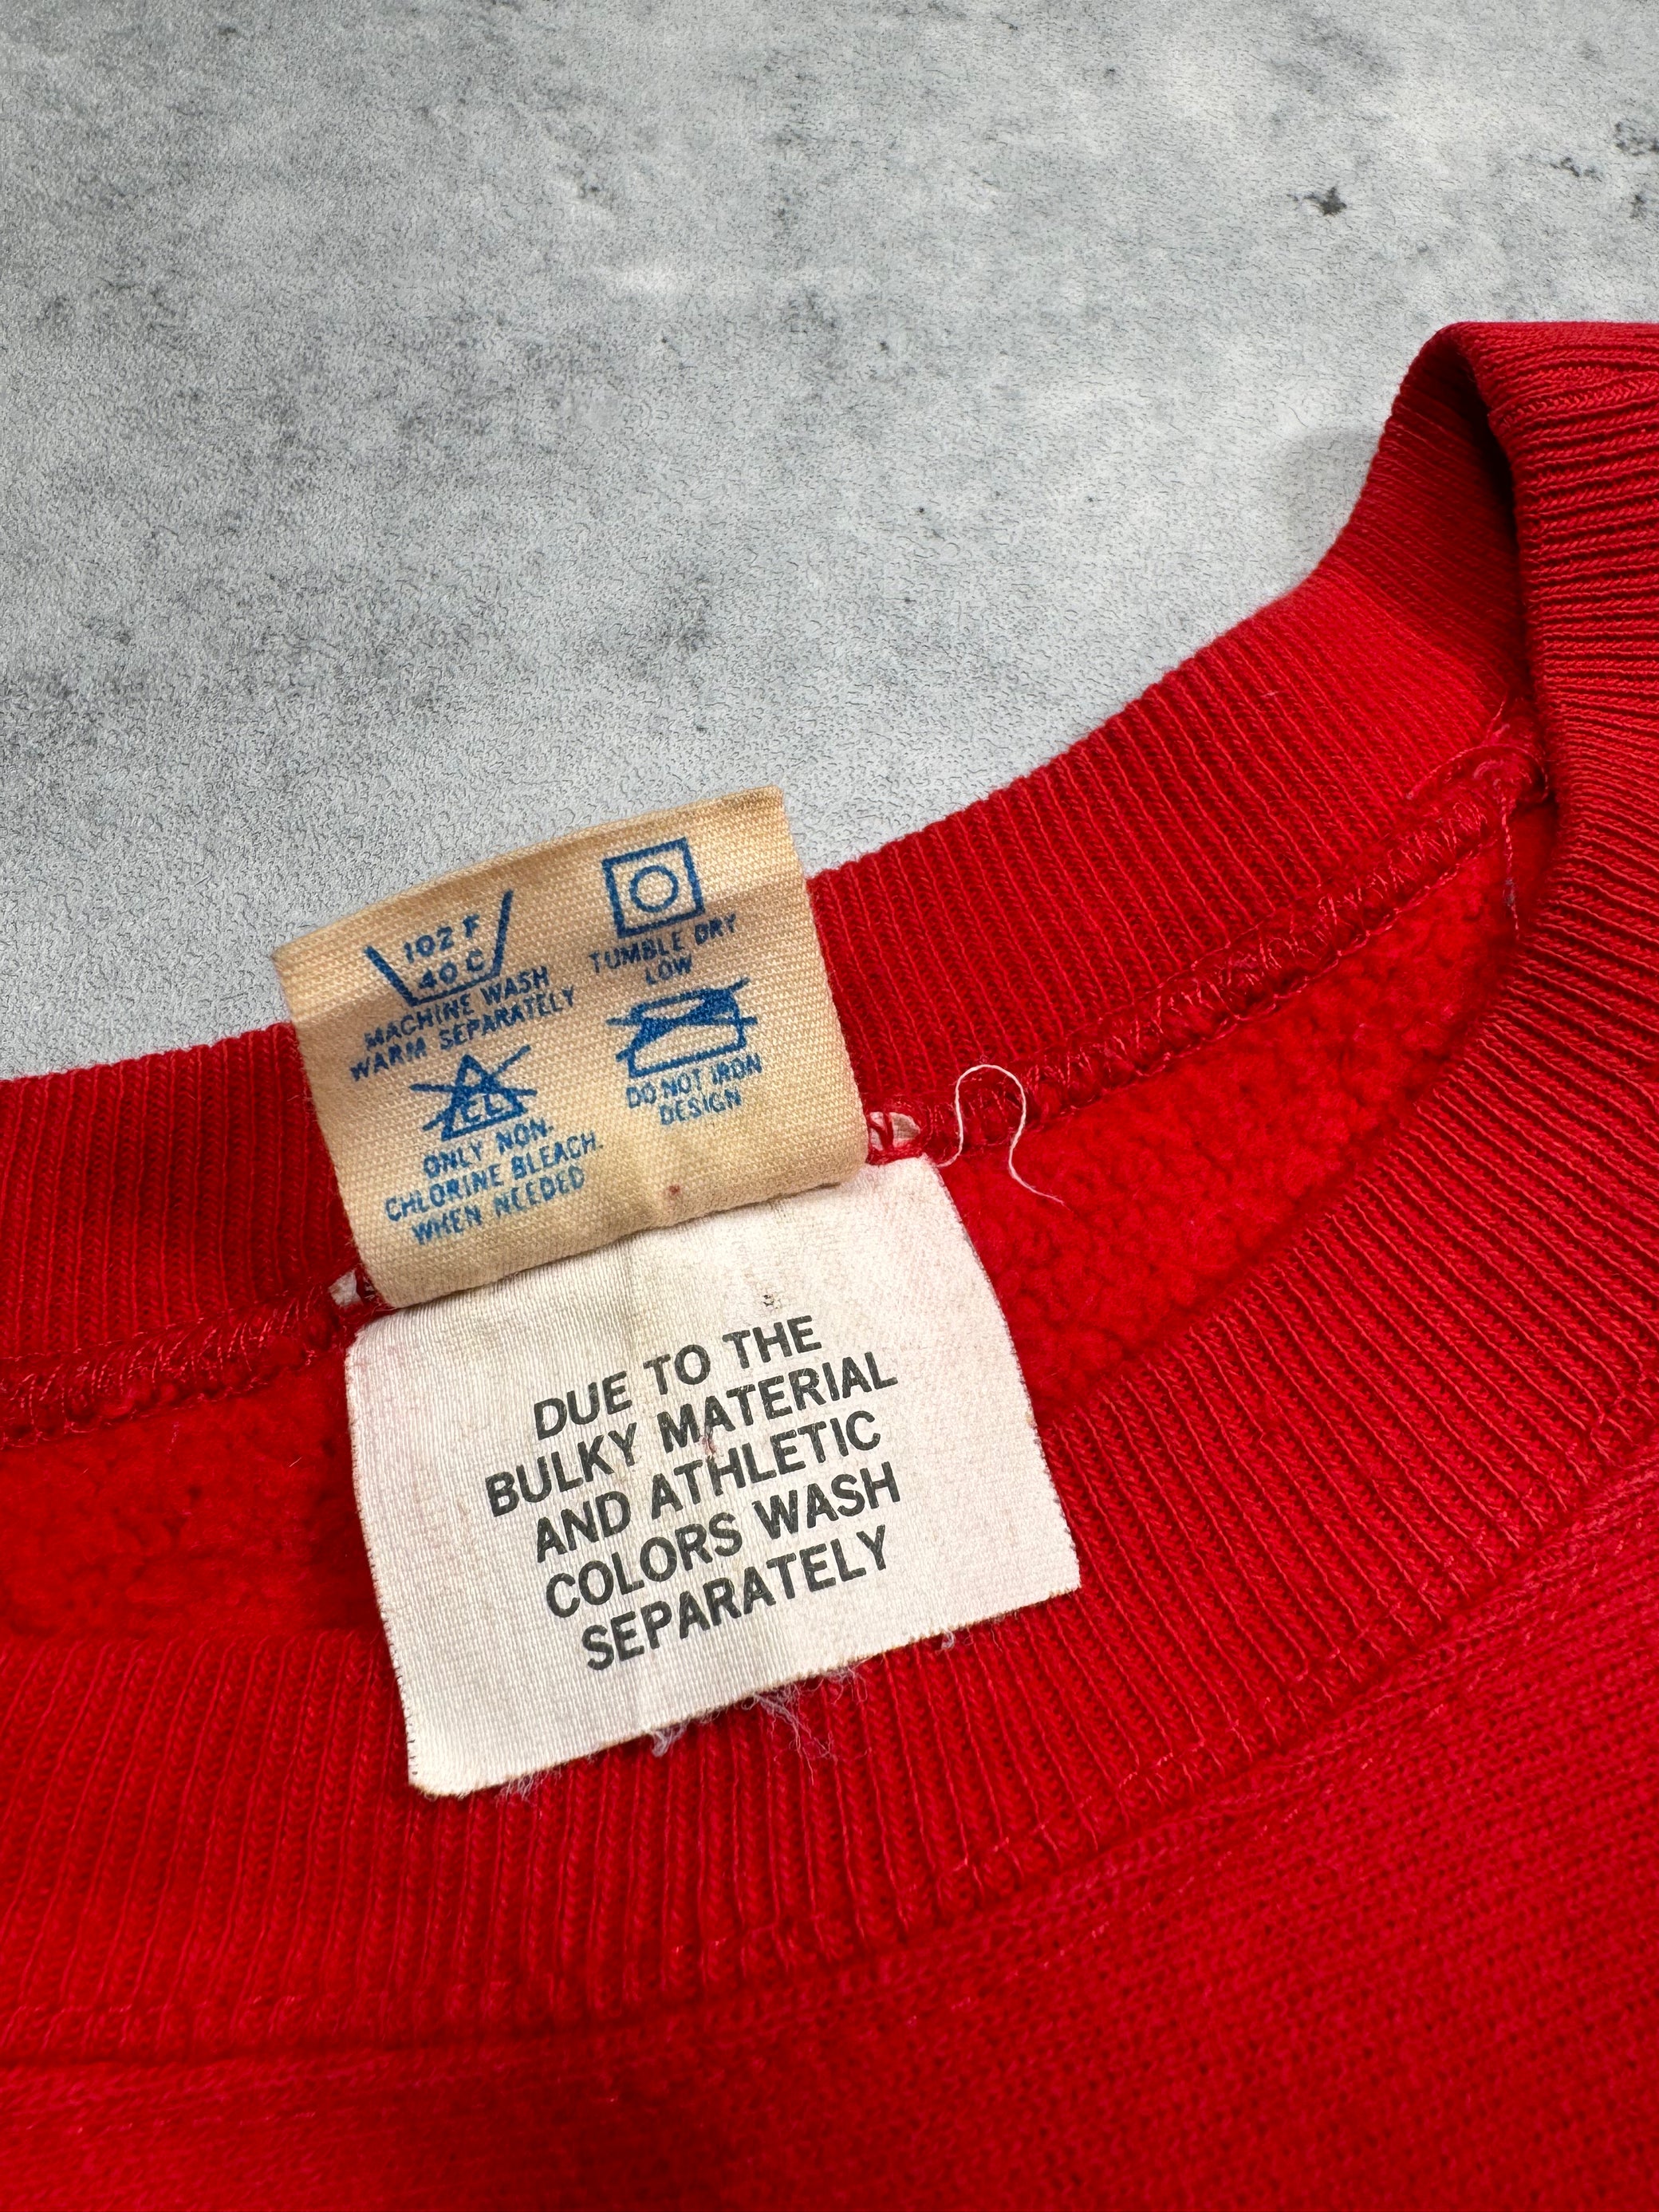 102 F
40 C
MACHINE WASH
WARM SEPARATELY
TUMBLE DRY
LOW
CL
ONLY NON-
CHLORINE BLEACH.
WHEN NEEDED
DO NOT IRON
DESIGN
DUE TO THE
BULKY MATERIAL
AND ATHLETIC
COLORS WASH
SEPARATELY